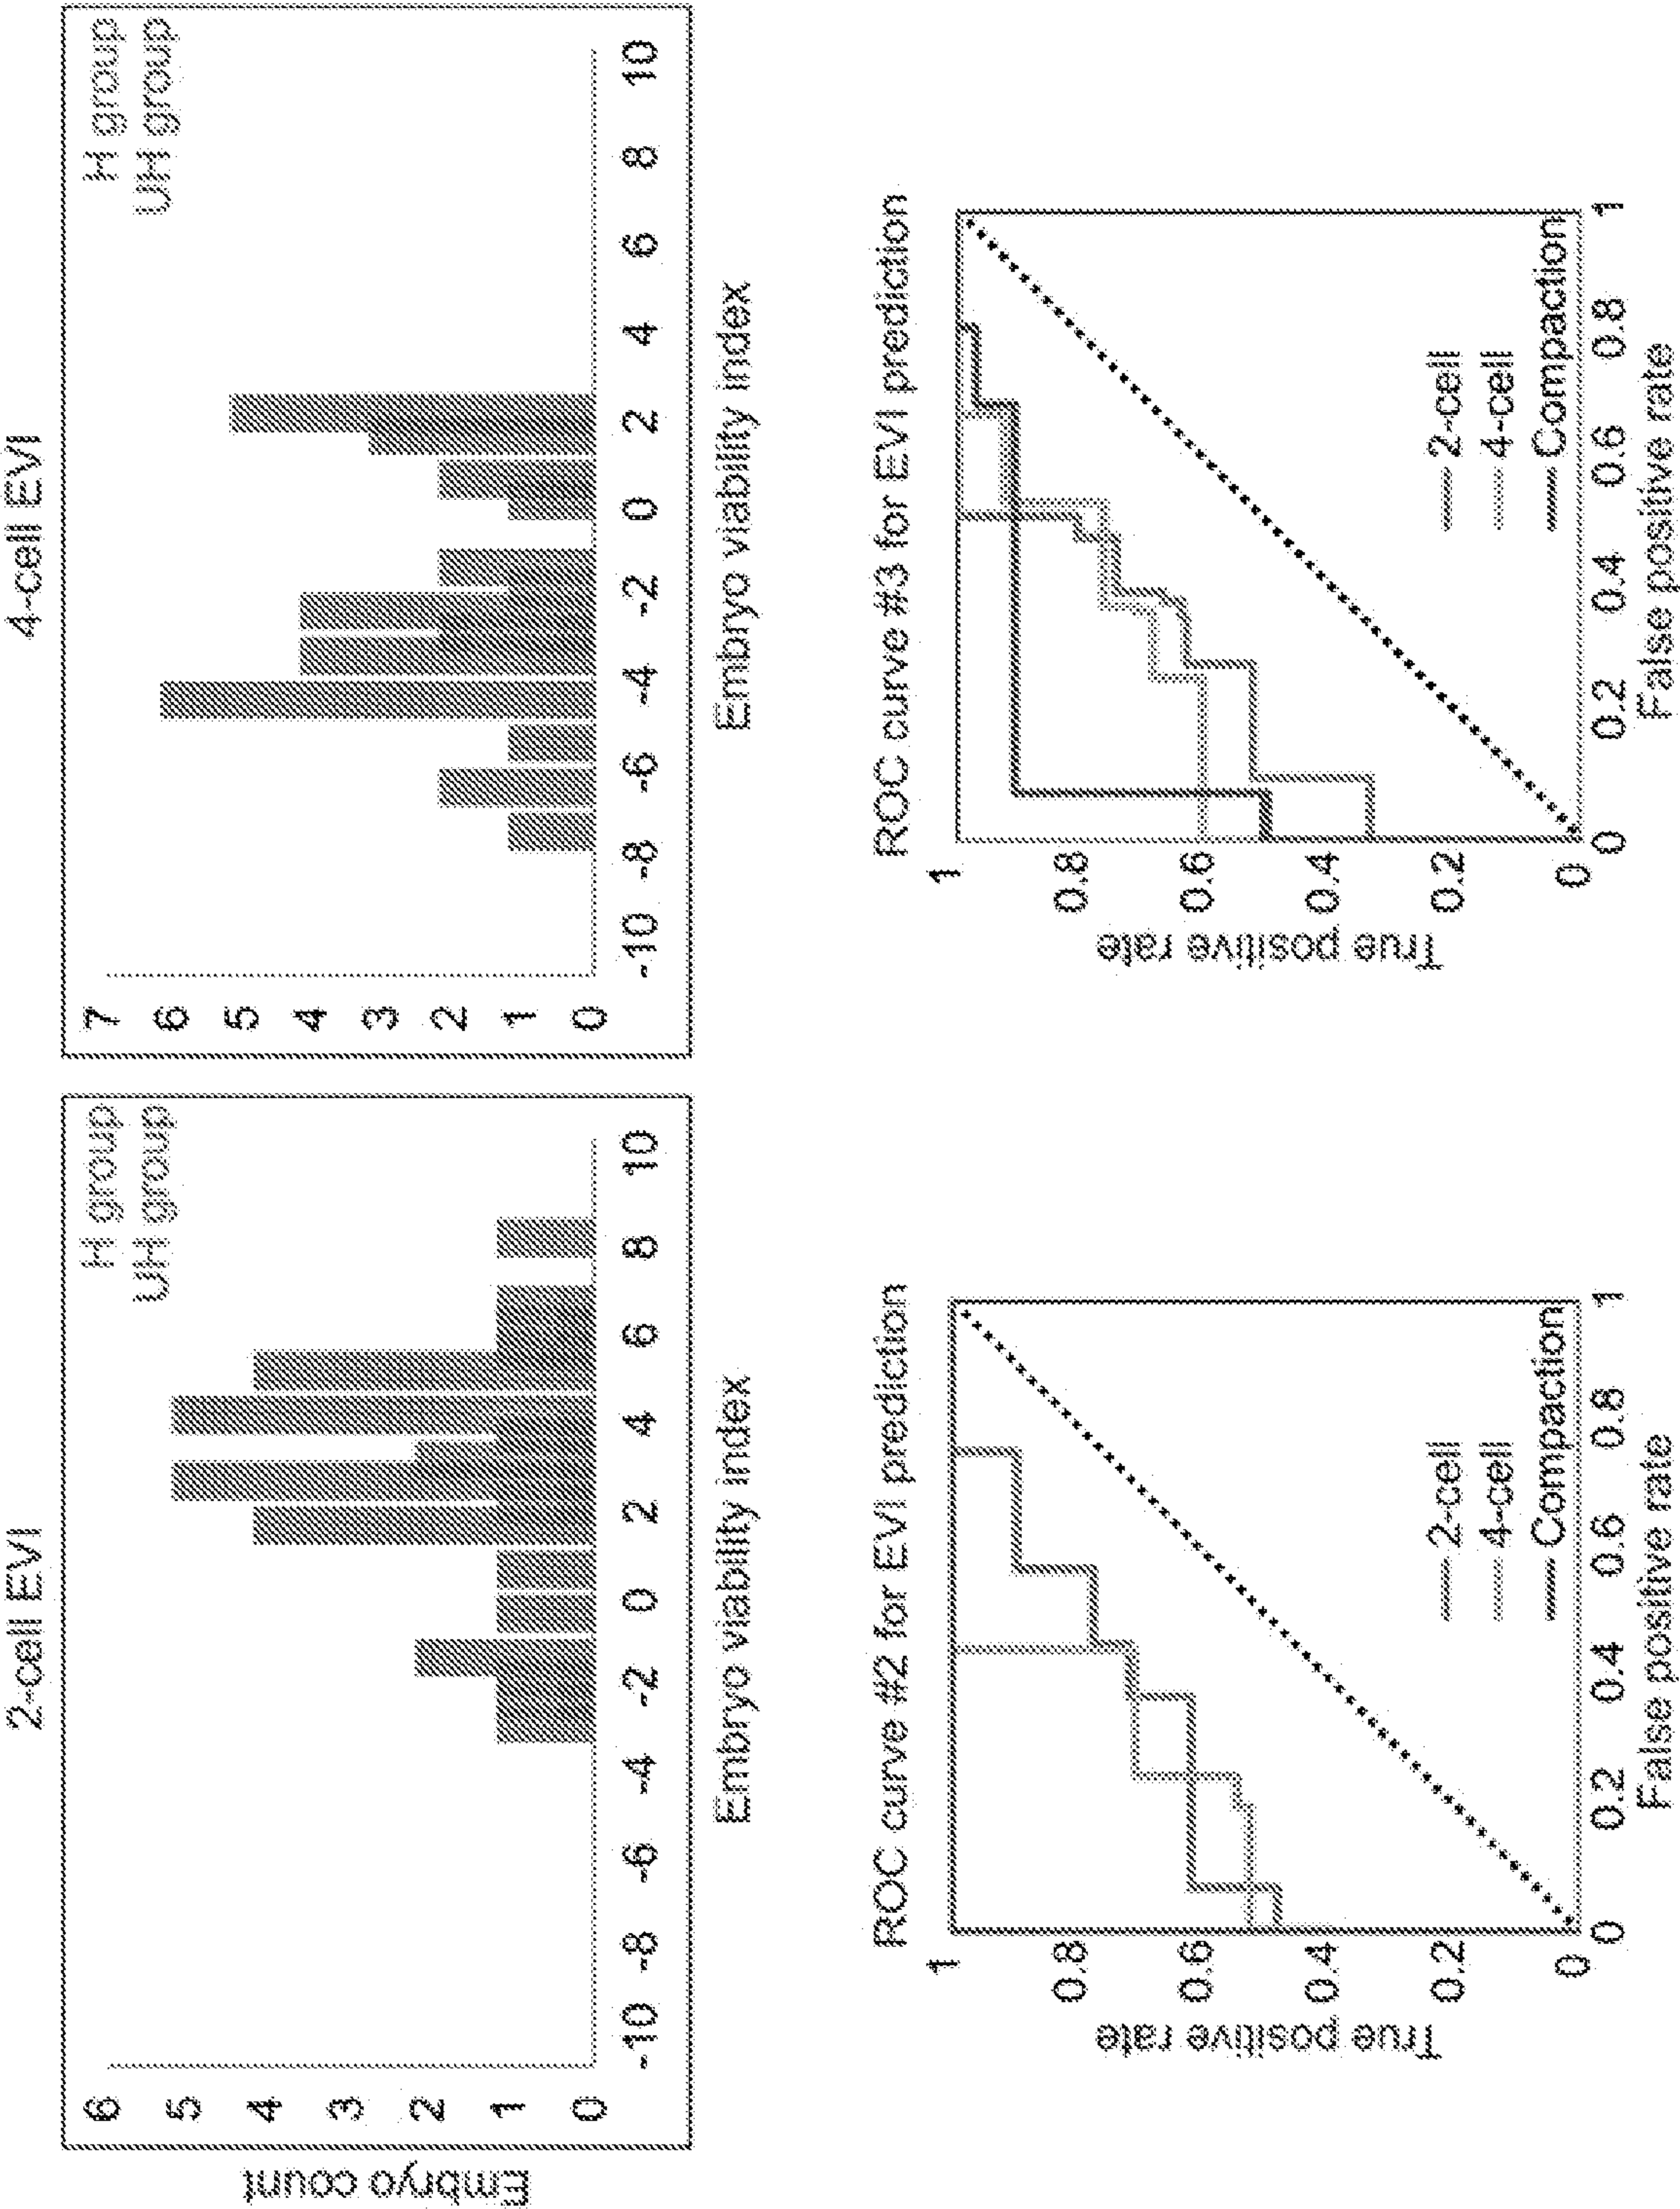 2-cell EVI
H group
UH group
Embryo count
6
5
4
3
2
1
0
-10 -8 -6 -4 -2 0 2 4 6 8 10
Embryo viability index
4-cell EVI
H group
UH group
7
6
5
4
3
2
1
0
-10 -8 -6 -4 -2 0 2 4 6 8 10
Embryo viability index
ROC curve #2 for EVI prediction
True positive rate
1
0.8
0.6
0.4
0.2
0
2-cell
4-cell
Compaction
0 0.2 0.4 0.6 0.8 1
False positive rate
ROC curve #3 for EVI prediction
True positive rate
1
0.8
0.6
0.4
0.2
0
2-cell
4-cell
Compaction
0 0.2 0.4 0.6 0.8 1
False positive rate